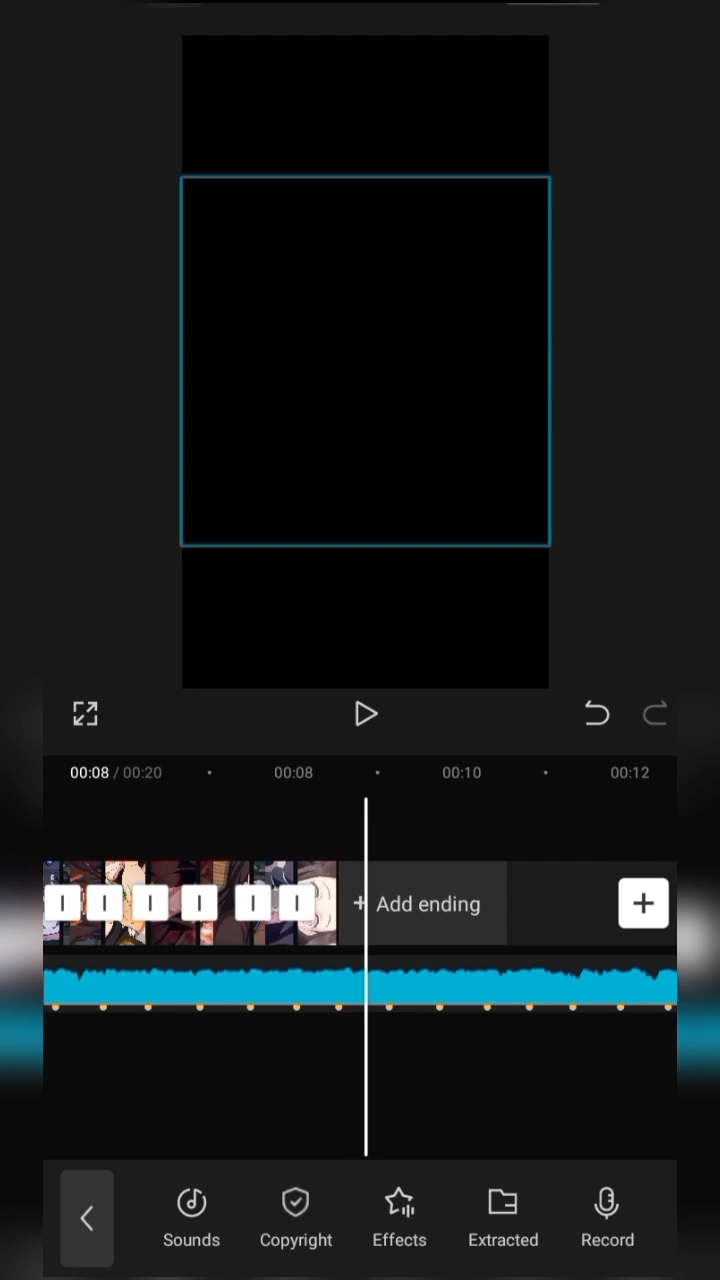 00:08 / 00:20
00:08
00:10
00:12
+ Add ending
Sounds
Copyright
Effects
Extracted
Record